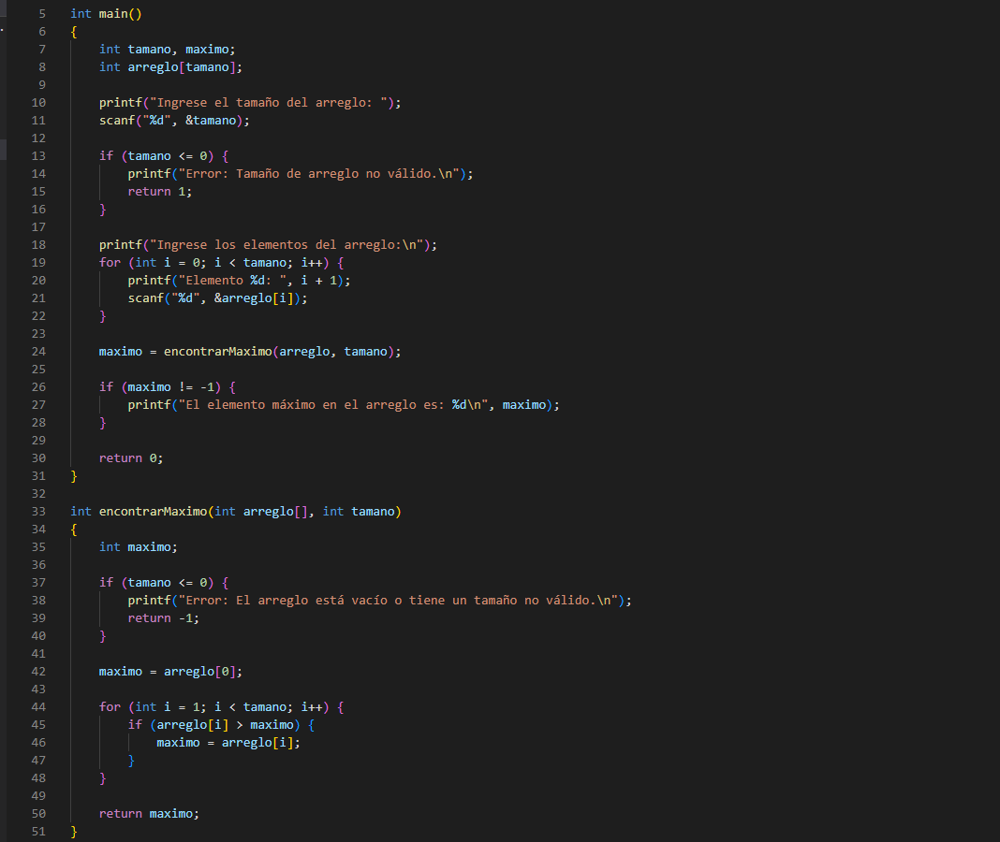 5 int main()
6 {
7 int tamano, maximo;
8 int arreglo[tamano];
9
10 printf("Ingrese el tamaño del arreglo: ");
11 scanf("%d", &tamano);
12
13 if (tamano <= 0) {
14 printf("Error: Tamaño de arreglo no válido.\n");
15 return 1;
16 }
17
18 printf("Ingrese los elementos del arreglo:\n");
19 for (int i = 0; i < tamano; i++) {
20 printf("Elemento %d: ", i + 1);
21 scanf("%d", &arreglo[i]);
22 }
23
24 maximo = encontrarMaximo(arreglo, tamano);
25
26 if (maximo != -1) {
27 printf("El elemento máximo en el arreglo es: %d\n", maximo);
28 }
29
30 return 0;
31 }
32
33 int encontrarMaximo(int arreglo[], int tamano)
34 {
35 int maximo;
36
37 if (tamano <= 0) {
38 printf("Error: El arreglo está vacío o tiene un tamaño no válido.\n");
39 return -1;
40 }
41
42 maximo = arreglo[0];
43
44 for (int i = 1; i < tamano; i++) {
45 if (arreglo[i] > maximo) {
46 maximo = arreglo[i];
47 }
48 }
49
50 return maximo;
51 }